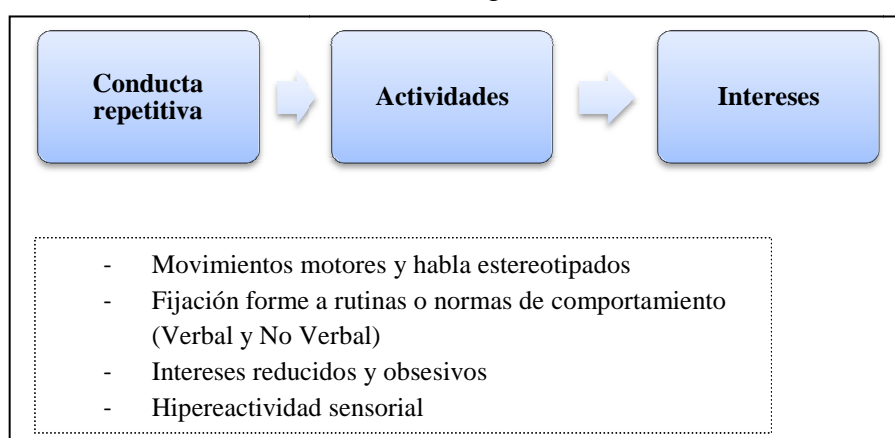 Conducta
repetitiva
Actividades
Intereses
- Movimientos motores y habla estereotipados
- Fijación forme a rutinas o normas de comportamiento
(Verbal y No Verbal)
- Intereses reducidos y obsesivos
- Hipereactividad sensorial